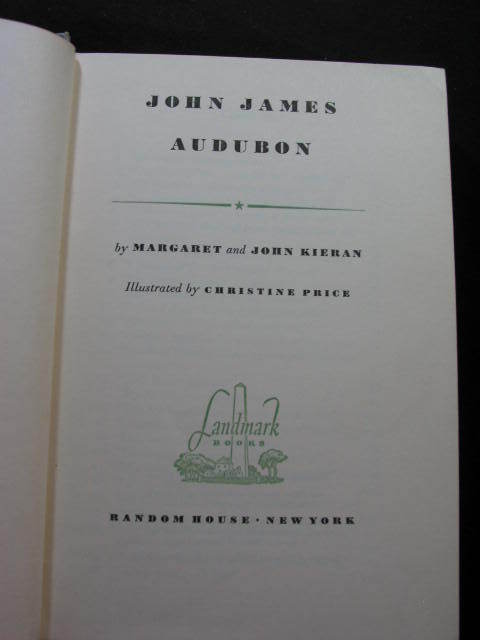 JOHN JAMES
AUDUBON
by MARGARET and JOHN KIERAN
Illustrated by CHRISTINE PRICE
Landmark
BOOKS
RANDOM HOUSE · NEW YORK